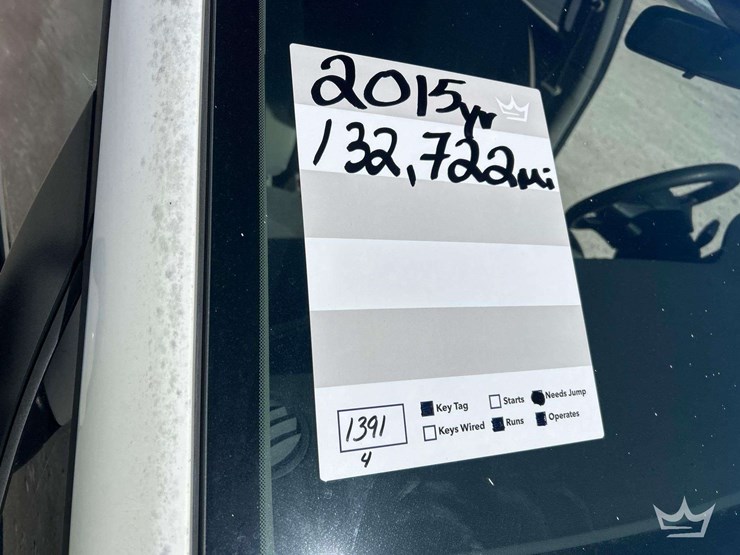 2015yr
132,722mi
1391
4
Key Tag
Starts
Needs Jump
Keys Wired
Runs
Operates